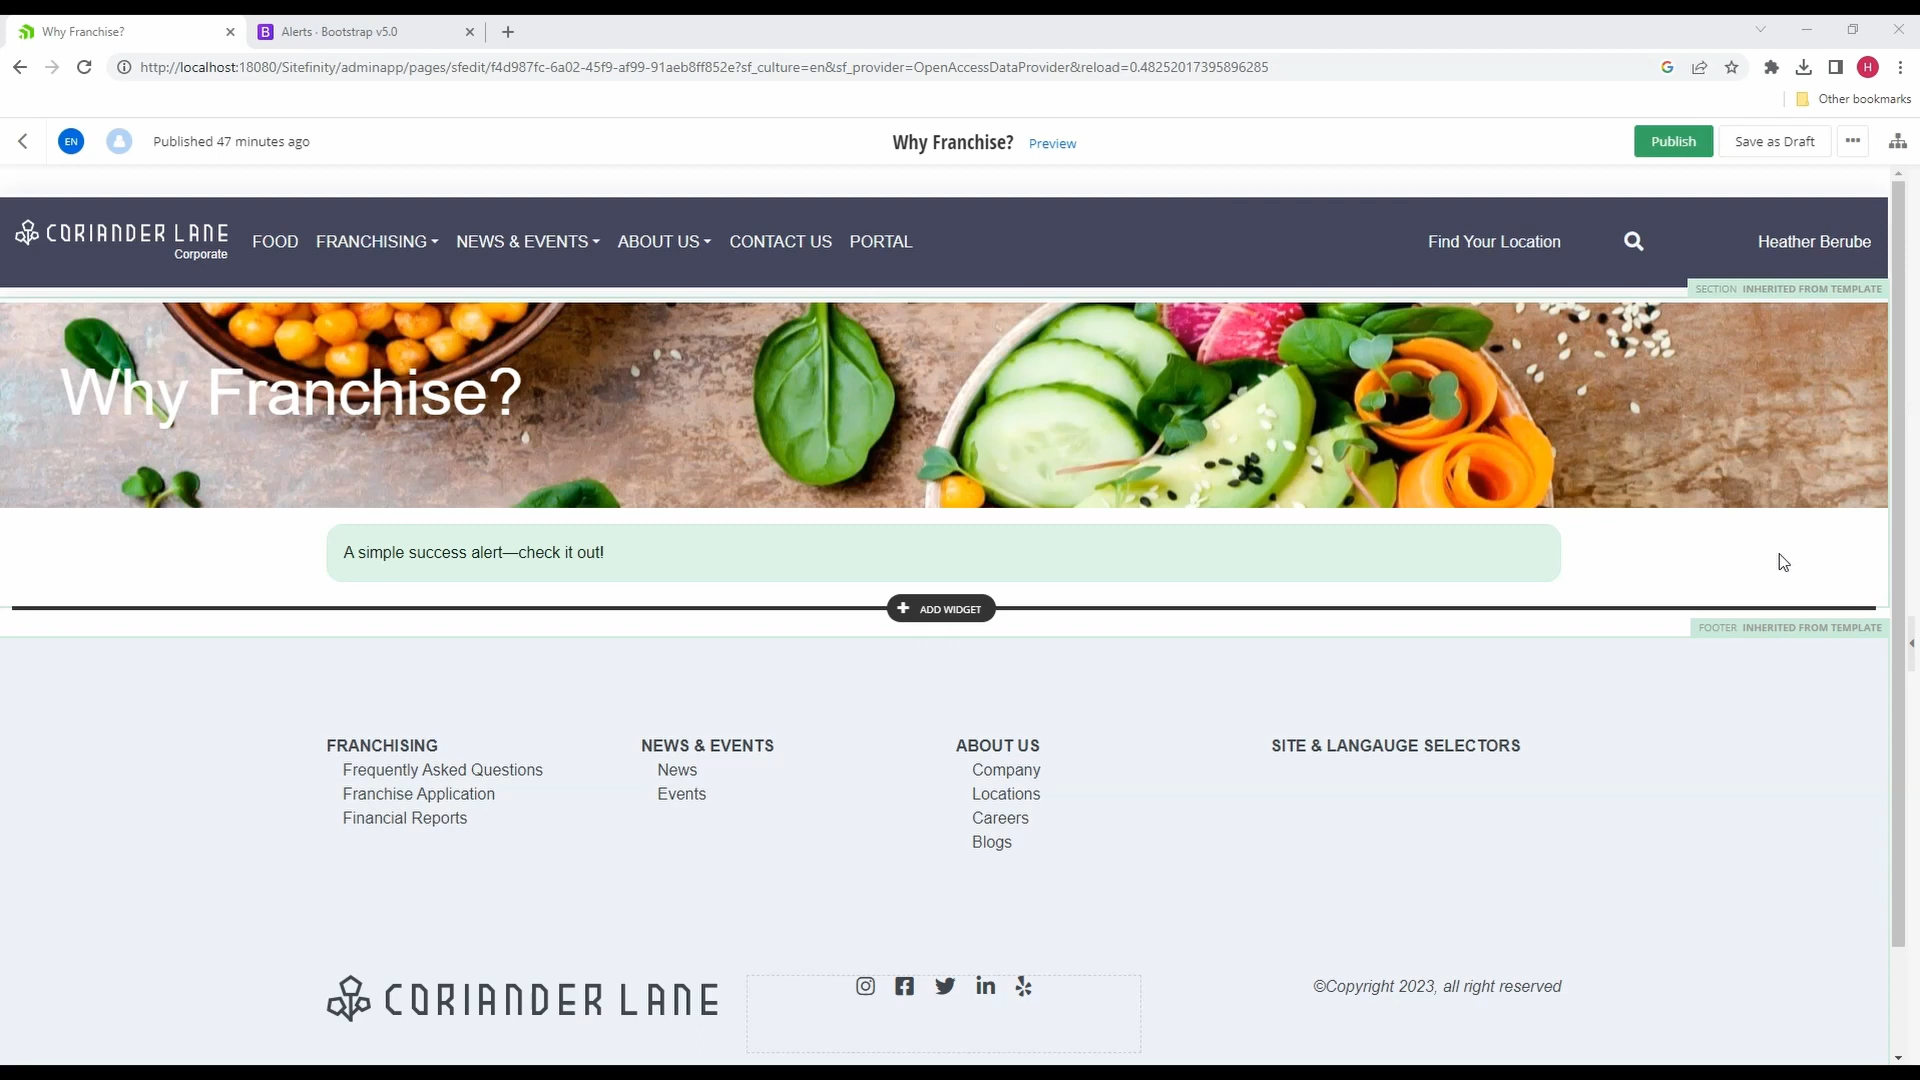 Why Franchise?
B Alerts · Bootstrap v5.0
http://localhost:18080/Sitefinity/adminapp/pages/sfedit/f4d987fc-6a02-45f9-af99-91aeb8ff852e?sf_culture=en&sf_provider=OpenAccessDataProvider&reload=0.48252017395896285
G
H
Other bookmarks
EN
Published 47 minutes ago
Why Franchise? Preview
Publish
Save as Draft
CORIANDER LANE
Corporate
FOOD FRANCHISING NEWS & EVENTS ABOUT US CONTACT US PORTAL
Find Your Location
Heather Berube
SECTION INHERITED FROM TEMPLATE
Why Franchise?
A simple success alert—check it out!
ADD WIDGET
FOOTER INHERITED FROM TEMPLATE
FRANCHISING
Frequently Asked Questions
Franchise Application
Financial Reports
NEWS & EVENTS
News
Events
ABOUT US
Company
Locations
Careers
Blogs
SITE & LANGAUGE SELECTORS
CORIANDER LANE
©Copyright 2023, all right reserved